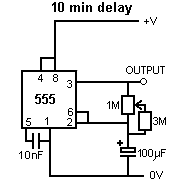 10 min delay
+V
4 8
3
OUTPUT
555
1M
6
3M
5 1 2
10nF
+
100µF
0V